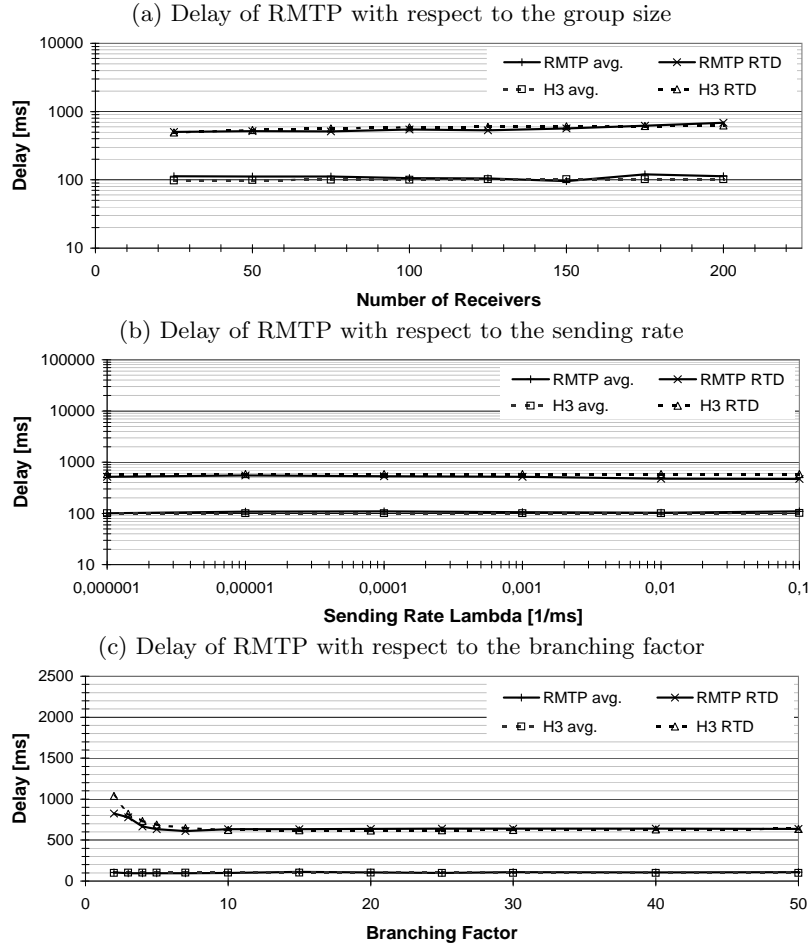 (a) Delay of RMTP with respect to the group size
10000
1000
100
10
Delay [ms]
RMTP avg.
RMTP RTD
H3 avg.
H3 RTD
0
50
100
150
200
Number of Receivers
(b) Delay of RMTP with respect to the sending rate
100000
10000
1000
100
10
Delay [ms]
RMTP avg.
RMTP RTD
H3 avg.
H3 RTD
0,000001
0,00001
0,0001
0,001
0,01
0,1
Sending Rate Lambda [1/ms]
(c) Delay of RMTP with respect to the branching factor
2500
2000
1500
1000
500
0
Delay [ms]
RMTP avg.
RMTP RTD
H3 avg.
H3 RTD
0
10
20
30
40
50
Branching Factor